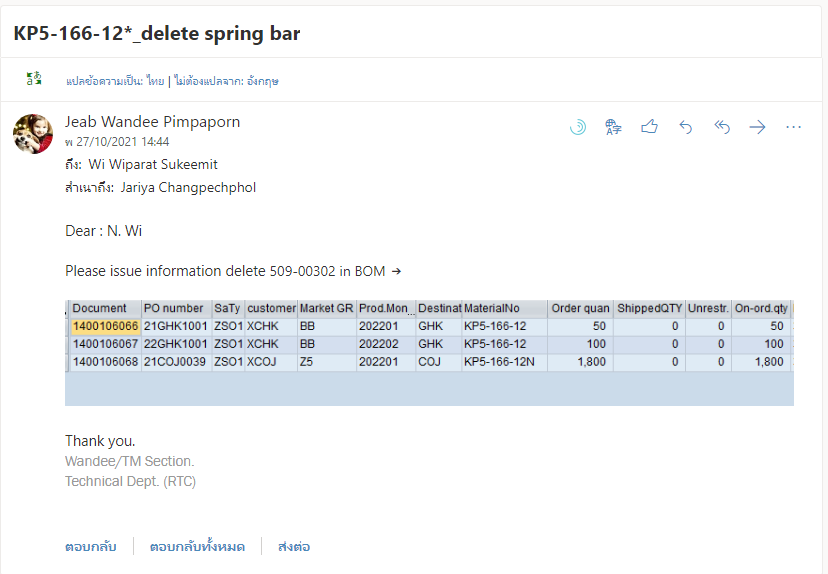 KP5-166-12*_delete spring bar
แปลข้อความเป็น: ไทย | ไม่ต้องแปลจาก: อังกฤษ
Jeab Wandee Pimpaporn
พ 27/10/2021 14:44
ถึง: Wi Wiparat Sukeemit
สำเนาถึง: Jariya Changpechphol
Dear : N. Wi
Please issue information delete 509-00302 in BOM →
Document PO number SaTy customer Market GR Prod.Mon... Destinat MaterialNo Order quan ShippedQTY Unrestr. On-ord.qty
1400106066 21GHK1001 ZSO1 XCHK BB 202201 GHK KP5-166-12 50 0 0 50
1400106067 22GHK1001 ZSO1 XCHK BB 202202 GHK KP5-166-12 100 0 0 100
1400106068 21COJ0039 ZSO1 XCOJ Z5 202201 COJ KP5-166-12N 1,800 0 0 1,800
Thank you.
Wandee/TM Section.
Technical Dept. (RTC)
ตอบกลับ ตอบกลับทั้งหมด ส่งต่อ